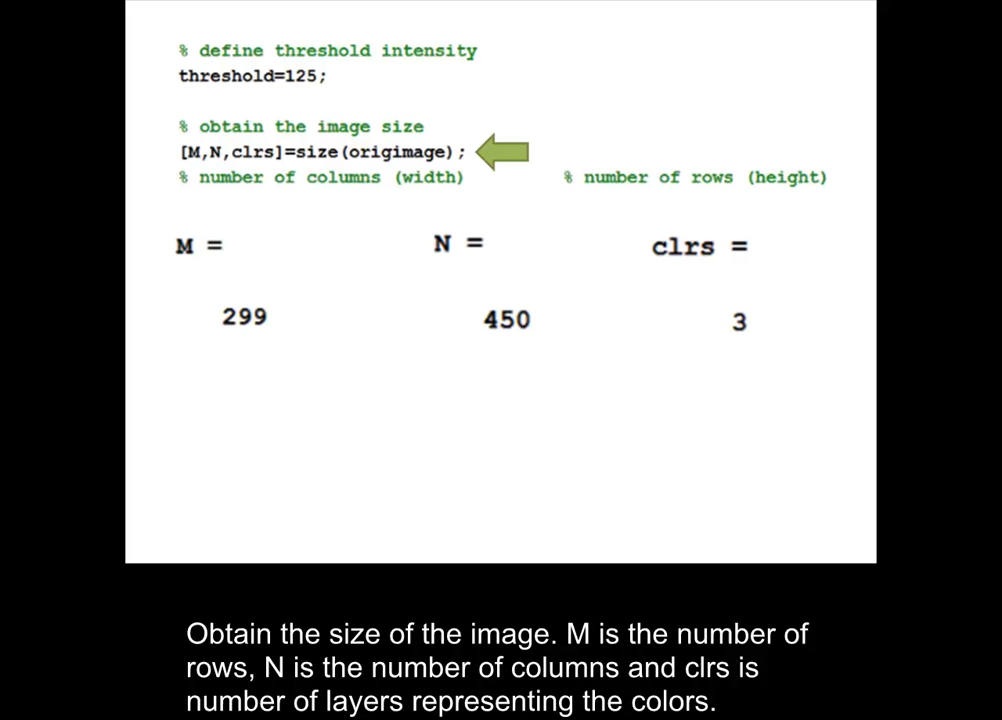 % define threshold intensity
threshold=125;
% obtain the image size
[M,N,clrs]=size(origimage);
% number of columns (width) % number of rows (height)
M = N = clrs =
299 450 3
Obtain the size of the image. M is the number of
rows, N is the number of columns and clrs is
number of layers representing the colors.